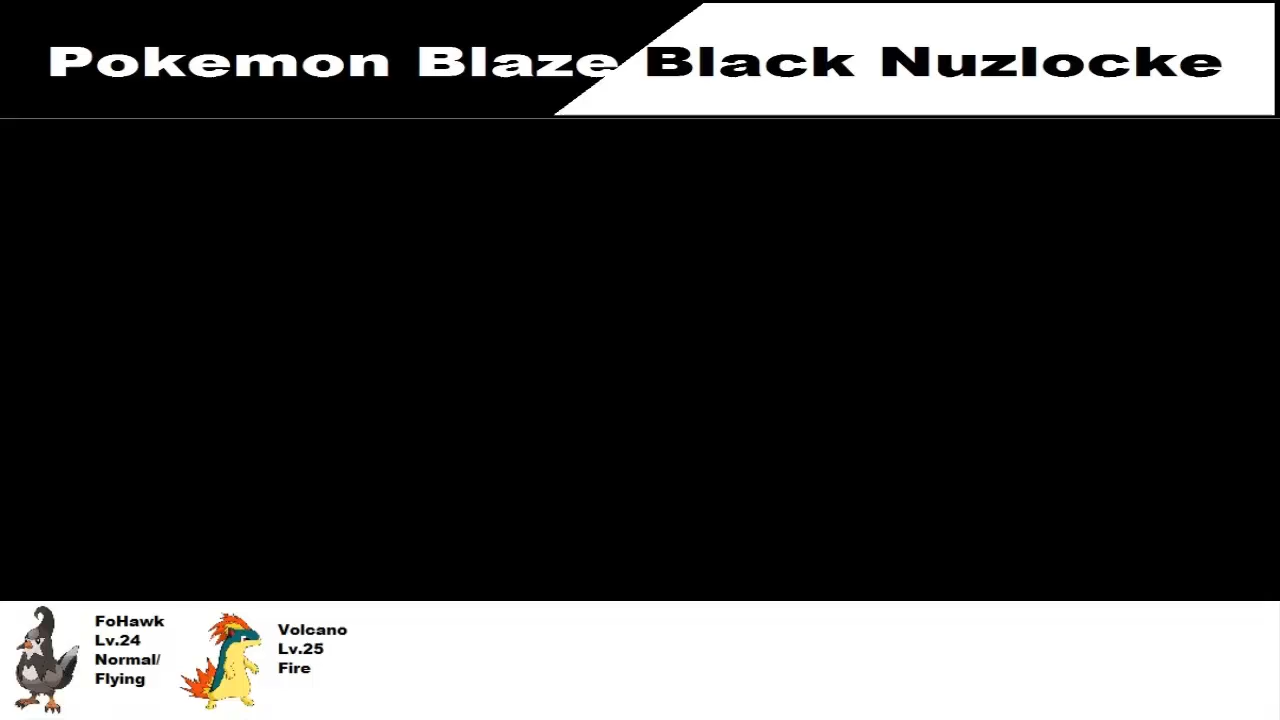 Pokemon Blaze Black Nuzlocke
FoHawk
Lv.24
Normal/
Flying
Volcano
Lv.25
Fire